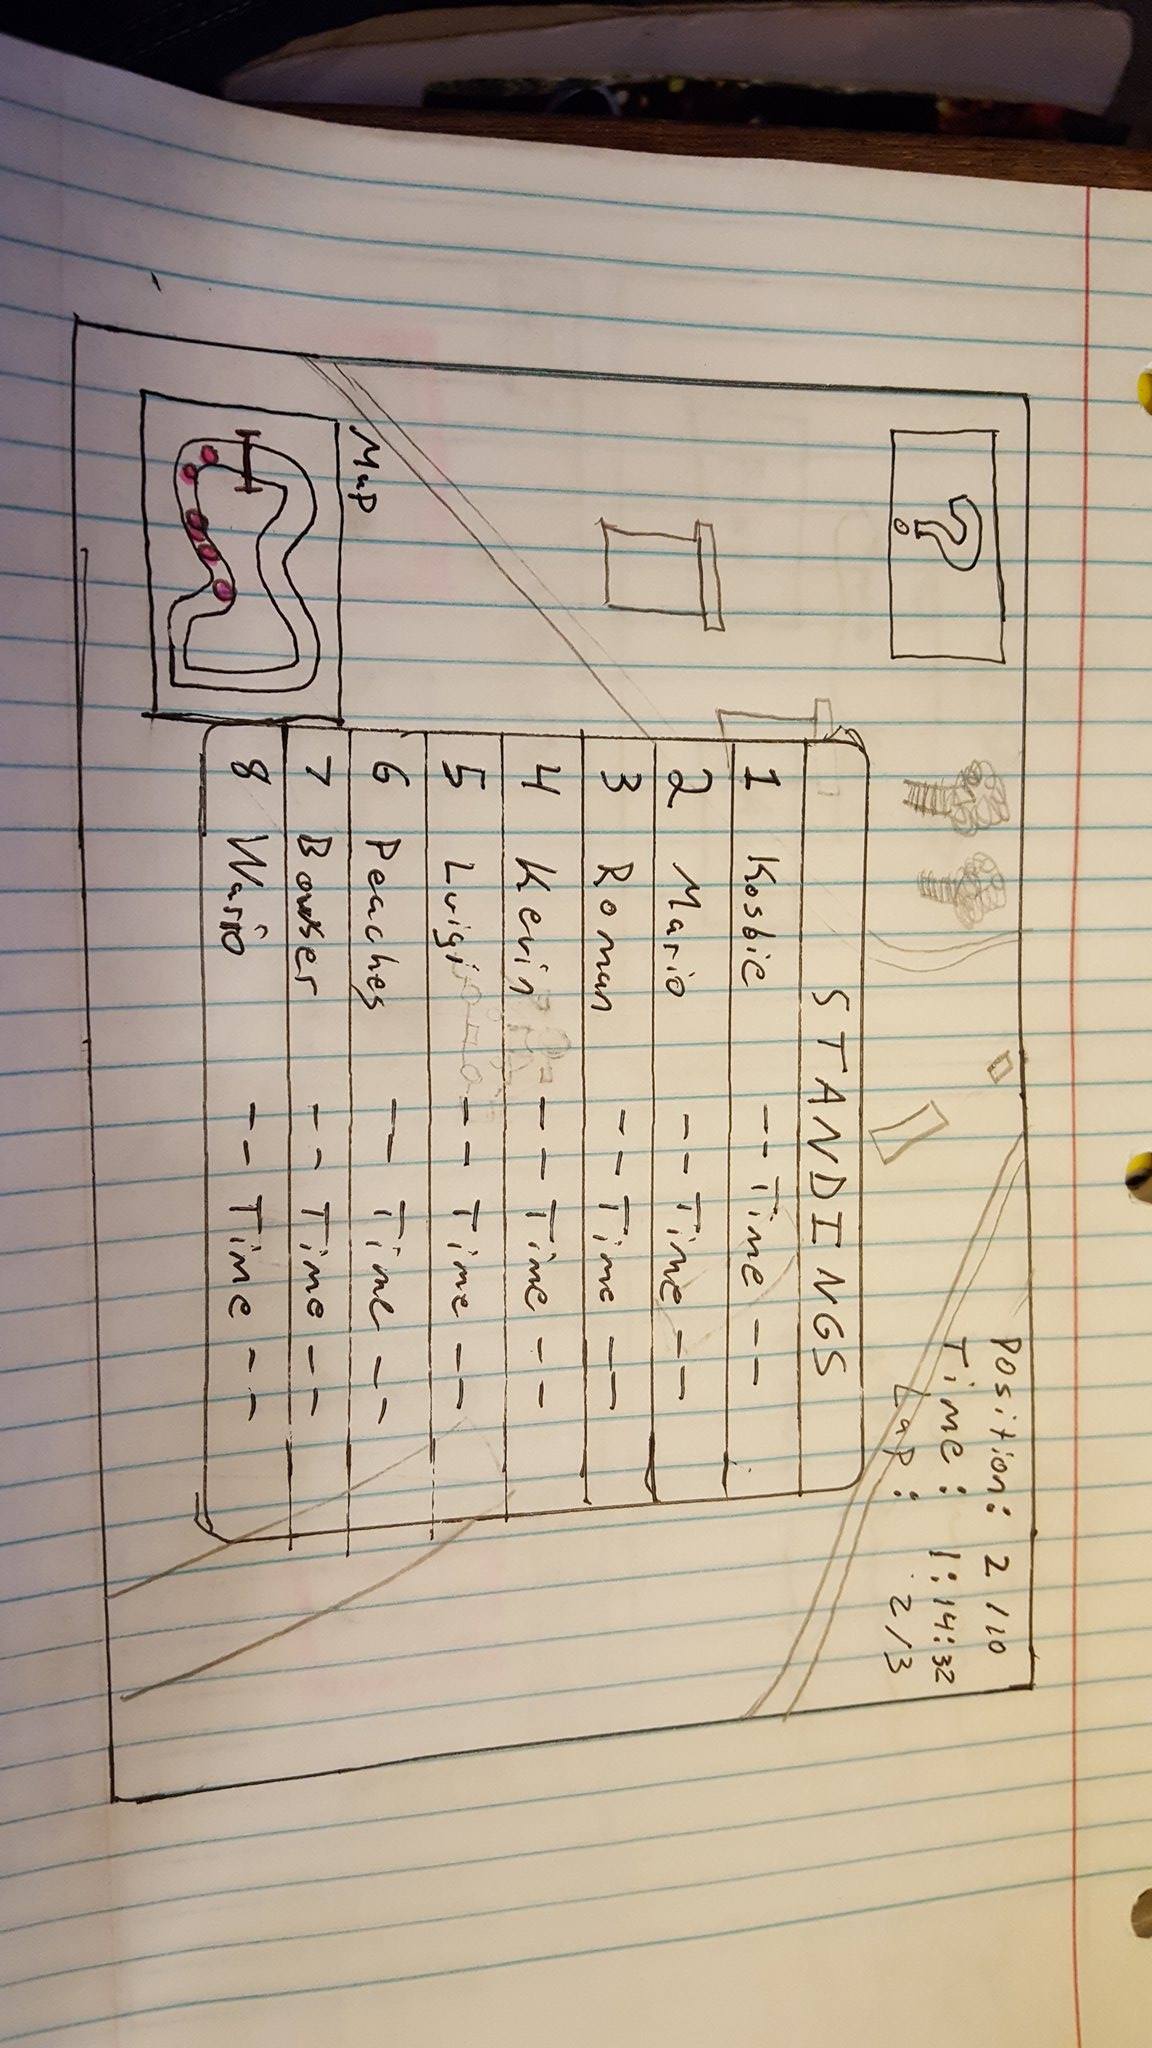 ?
Position: 2/10
Time: 1:14:32
Lap: 2/3
STANDINGS
1 Kosbie -- Time --
2 Mario -- Time --
3 Roman -- Time --
4 Kevin -- Time --
5 Luigi -- Time --
6 Peaches -- Time --
7 Bowser -- Time --
8 Wario -- Time --
Map